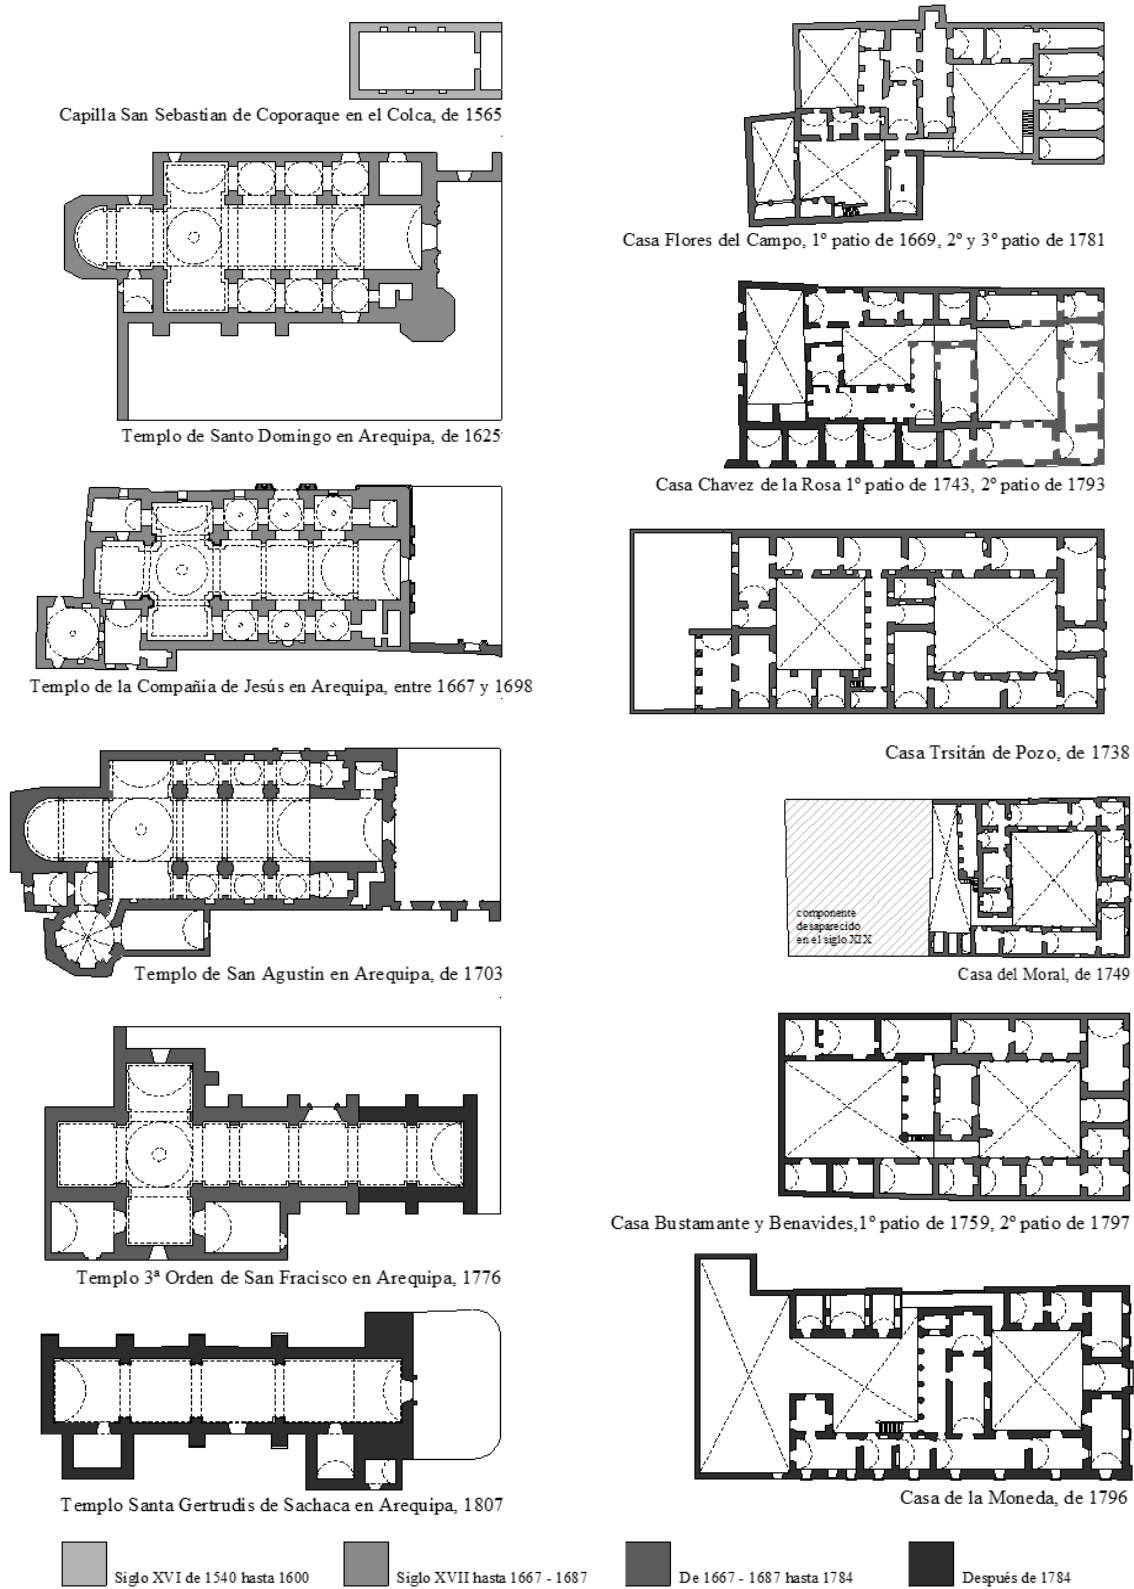 Capilla San Sebastian de Coporaque en el Colca, de 1565
Templo de Santo Domingo en Arequipa, de 1625
Templo de la Compañia de Jesús en Arequipa, entre 1667 y 1698
Templo de San Agustin en Arequipa, de 1703
Templo 3ª Orden de San Fracisco en Arequipa, 1776
Templo Santa Gertrudis de Sachaca en Arequipa, 1807
Casa Flores del Campo, 1º patio de 1669, 2º y 3º patio de 1781
Casa Chavez de la Rosa 1º patio de 1743, 2º patio de 1793
Casa Trsitán de Pozo, de 1738
componente
desaparecido
en el siglo XIX
Casa del Moral, de 1749
Casa Bustamante y Benavides,1º patio de 1759, 2º patio de 1797
Casa de la Moneda, de 1796
Siglo XVI de 1540 hasta 1600
Siglo XVII hasta 1667 - 1687
De 1667 - 1687 hasta 1784
Después de 1784